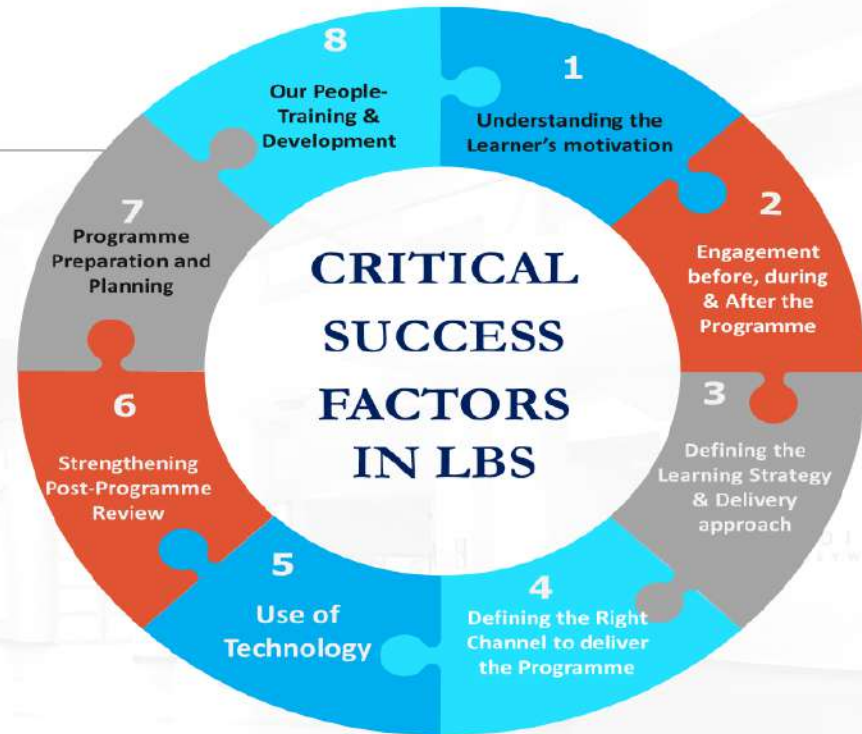 CRITICAL
SUCCESS
FACTORS
IN LBS
1
Understanding the
Learner's motivation
2
Engagement
before, during
& After the
Programme
3
Defining the
Learning Strategy
& Delivery
approach
4
Defining the Right
Channel to deliver
the Programme
5
Use of
Technology
6
Strengthening
Post-Programme
Review
7
Programme
Preparation and
Planning
8
Our People-
Training &
Development